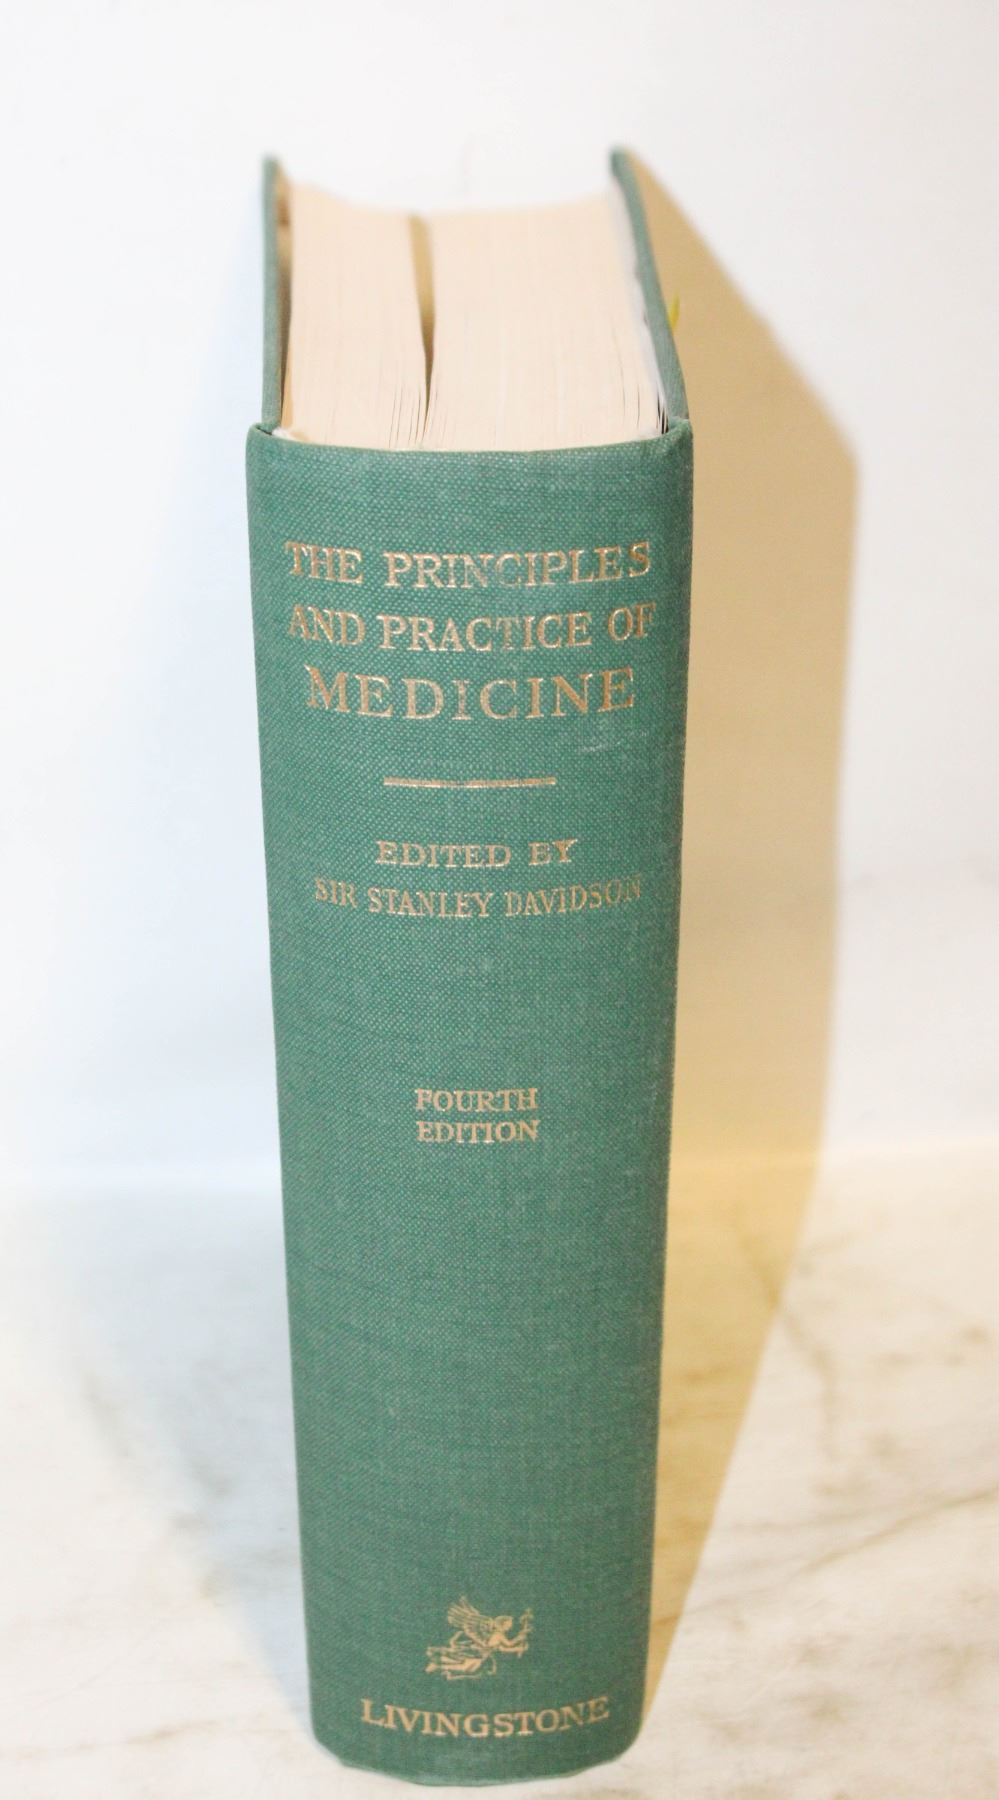 THE PRINCIPLES
AND PRACTICE OF
MEDICINE
EDITED BY
SIR STANLEY DAVIDSON
FOURTH
EDITION
LIVINGSTONE